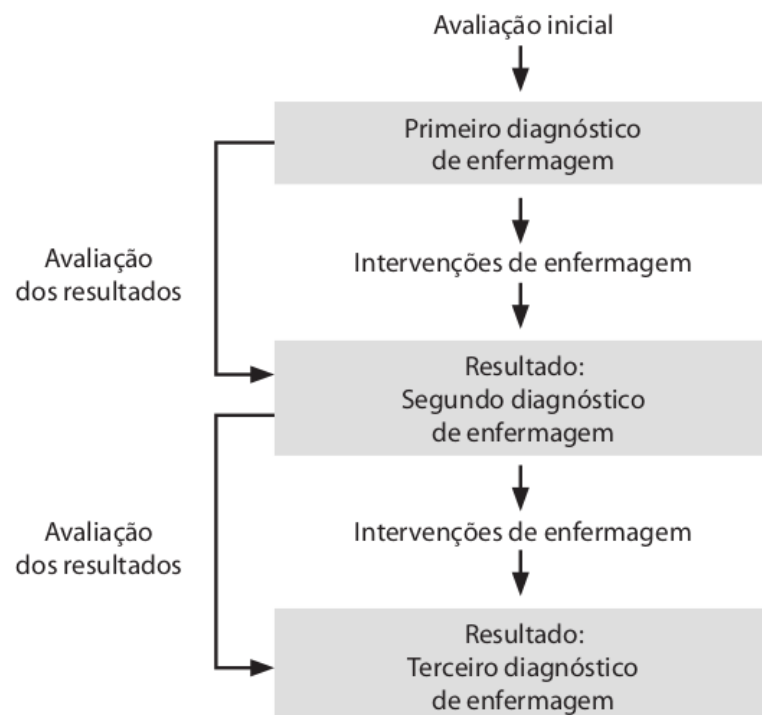 Avaliação inicial
Primeiro diagnóstico
de enfermagem
Avaliação
dos resultados
Intervenções de enfermagem
Resultado:
Segundo diagnóstico
de enfermagem
Avaliação
dos resultados
Intervenções de enfermagem
Resultado:
Terceiro diagnóstico
de enfermagem